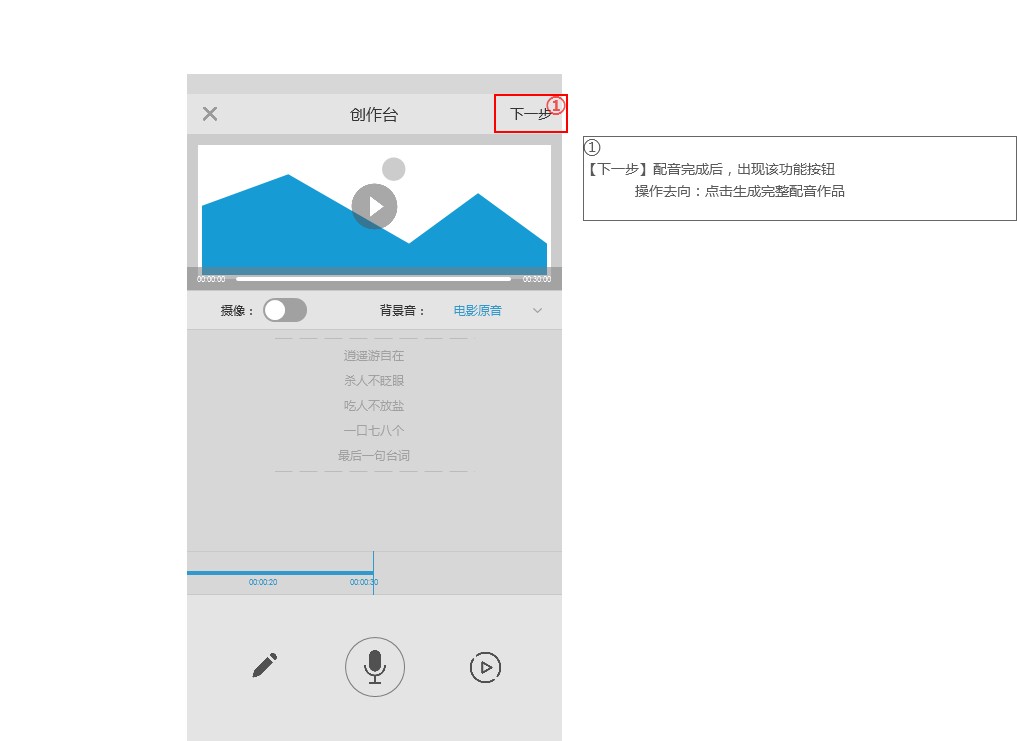 创作台
下一步
①
00:00:00
00:30:00
摄像：
背景音：
电影原音
逍遥游自在
杀人不眨眼
吃人不放盐
一口七八个
最后一句台词
00:00:20
00:00:30
①
【下一步】配音完成后，出现该功能按钮
操作去向：点击生成完整配音作品